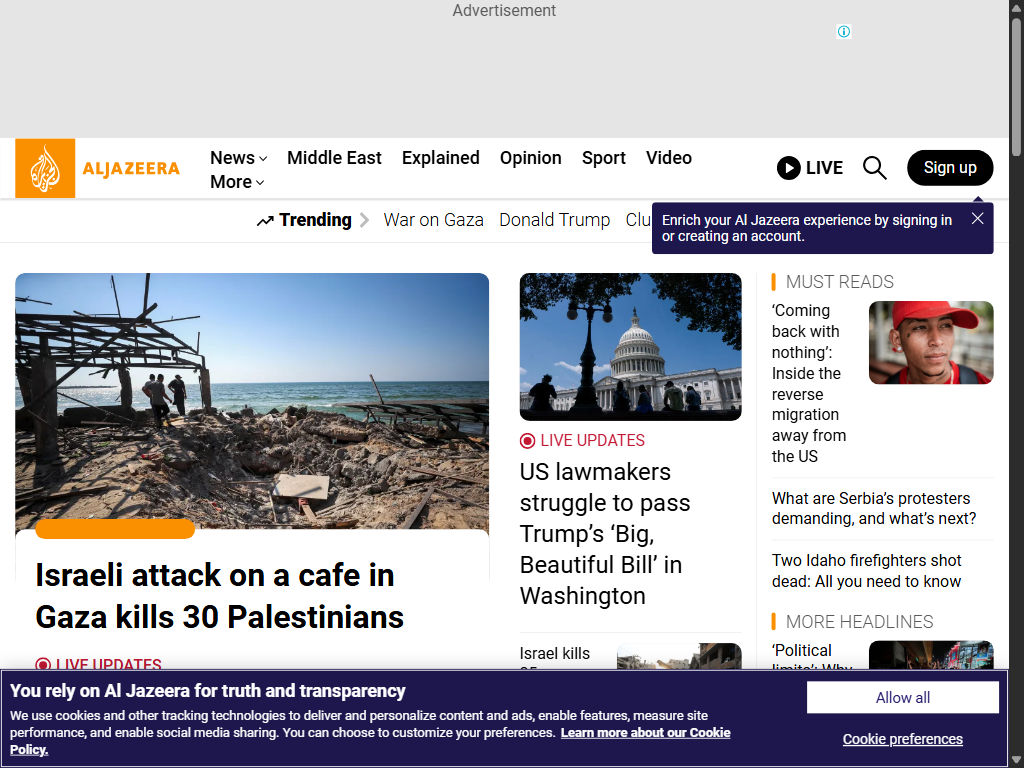 Advertisement
ALJAZEERA
News
Middle East
Explained
Opinion
Sport
Video
More
LIVE
Sign up
Trending
War on Gaza
Donald Trump
Clu
Enrich your Al Jazeera experience by signing in
or creating an account.
Israeli attack on a cafe in
Gaza kills 30 Palestinians
LIVE UPDATES
LIVE UPDATES
US lawmakers
struggle to pass
Trump’s ‘Big,
Beautiful Bill’ in
Washington
Israel kills
MUST READS
‘Coming
back with
nothing’:
Inside the
reverse
migration
away from
the US
What are Serbia’s protesters
demanding, and what’s next?
Two Idaho firefighters shot
dead: All you need to know
MORE HEADLINES
‘Political
limits’: Why
You rely on Al Jazeera for truth and transparency
We use cookies and other tracking technologies to deliver and personalize content and ads, enable features, measure site
performance, and enable social media sharing. You can choose to customize your preferences. Learn more about our Cookie
Policy.
Allow all
Cookie preferences